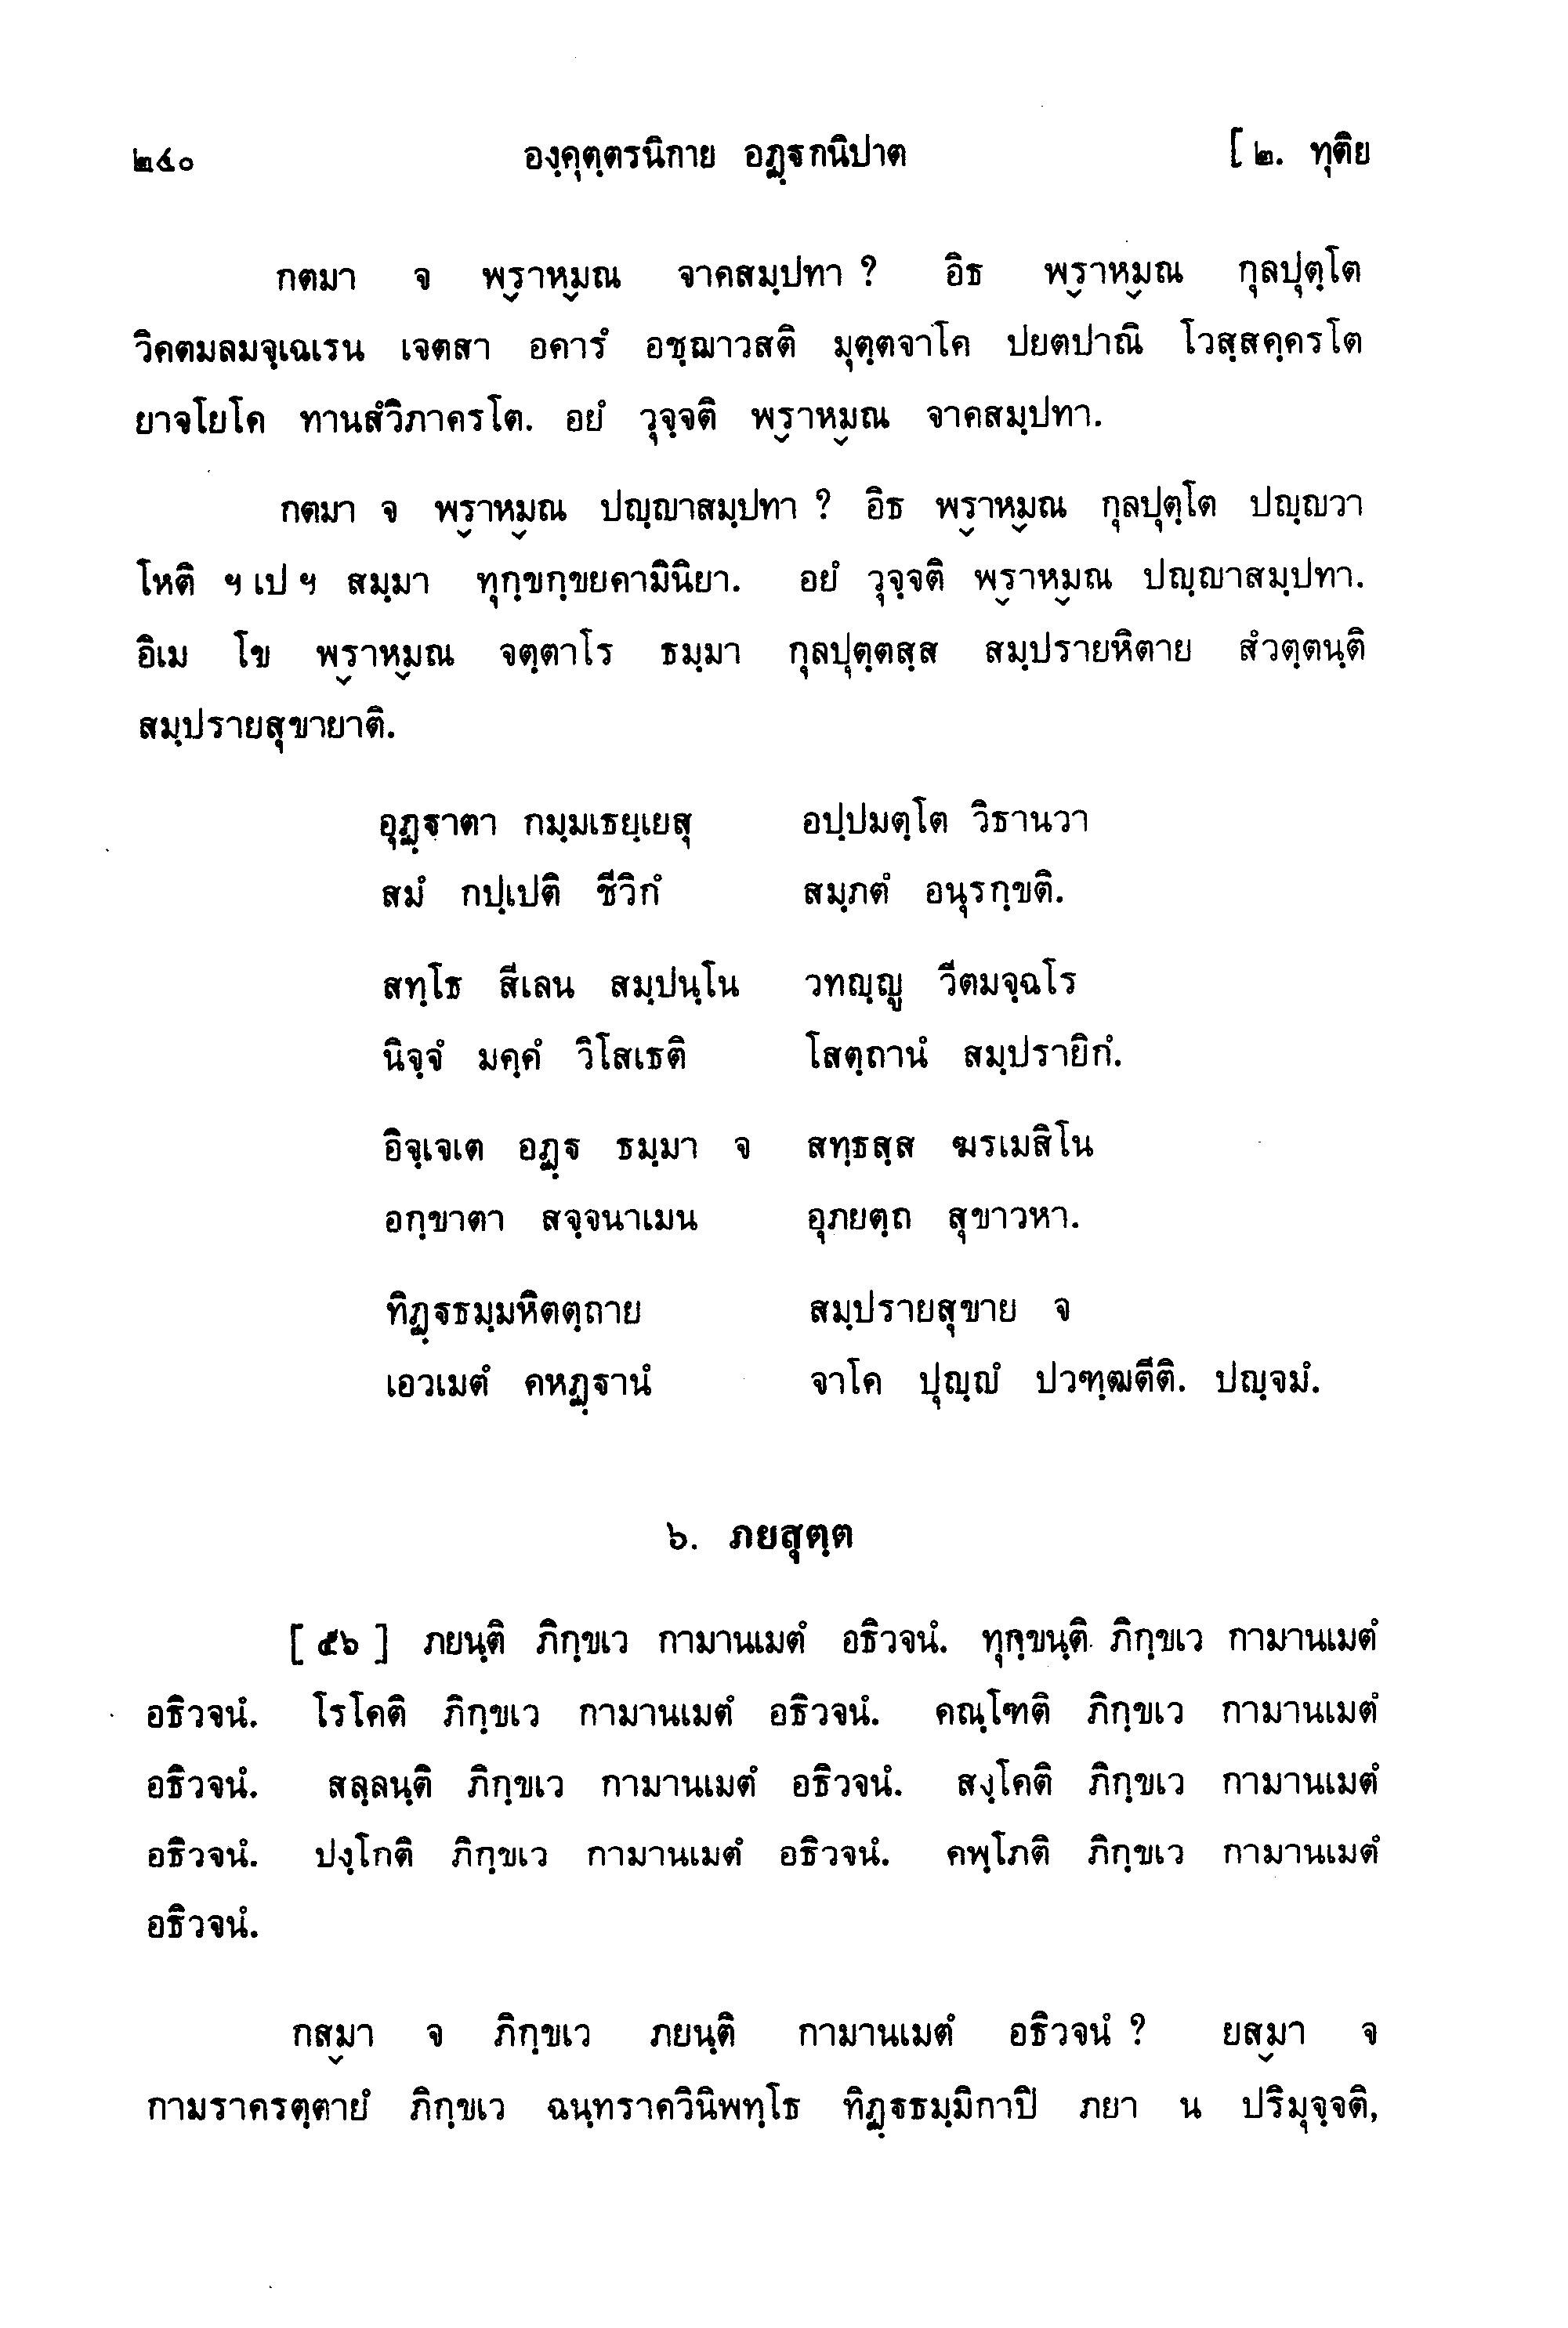 ๒๔๐ องฺคุตฺตรนิกาย อฏฺฐกนิปาต [ ๒. ทุติย
กตมา จ พฺ๎ราหฺ๎มณ จาคสมฺปทา ? อิธ พฺ๎ราหฺ๎มณ กุลปุตฺโต
วิคตมลมจฺเฉเรน เจตสา อคารํ อชฺฌาวสติ มุตฺตจาโค ปยตปาณิ โวสฺสคฺครโต
ยาจโยโค ทานสํวิภาครโต. อยํ วุจฺจติ พฺ๎ราหฺ๎มณ จาคสมฺปทา.
กตมา จ พฺ๎ราหฺ๎มณ ปญฺญาสมฺปทา ? อิธ พฺ๎ราหฺ๎มณ กุลปุตฺโต ปญฺญวา
โหติ ฯ เป ฯ สมฺมา ทุกฺขกฺขยคามินิยา. อยํ วุจฺจติ พฺ๎ราหฺ๎มณ ปญฺญาสมฺปทา.
อิเม โข พฺ๎ราหฺ๎มณ จตฺตาโร ธมฺมา กุลปุตฺตสฺส สมฺปรายหิตาย สํวตฺตนฺติ
สมฺปรายสุขายาติ.
อุฏฺฐาตา กมฺมเธยฺเยสุ อปฺปมตฺโต วิธานวา
สมํ กปฺเปติ ชีวิกํ สมฺภตํ อนุรกฺขติ.
สทฺโธ สีเลน สมฺปนฺโน วทญฺญู วีตมจฺฉโร
นิจฺจํ มคฺคํ วิโสเธติ โสตฺถานํ สมฺปรายิกํ.
อิจฺเจเต อฏฺฐ ธมฺมา จ สทฺธสฺส ฆรเมสิโน
อกฺขาตา สจฺจนาเมน อุภยตฺถ สุขาวหา.
ทิฏฺฐธมฺมหิตตฺถาย สมฺปรายสุขาย จ
เอวเมตํ คหฏฺฐานํ จาโค ปุญฺญํ ปวฑฺฒตีติ. ปญฺจมํ.
๖. ภยสุตฺต
[ ๕๖ ] ภยนฺติ ภิกฺขเว กามานเมตํ อธิวจนํ. ทุกฺขนฺติ ภิกฺขเว กามานเมตํ
อธิวจนํ. โรโคติ ภิกฺขเว กามานเมตํ อธิวจนํ. คณฺโฑติ ภิกฺขเว กามานเมตํ
อธิวจนํ. สลฺลนฺติ ภิกฺขเว กามานเมตํ อธิวจนํ. สงฺโคติ ภิกฺขเว กามานเมตํ
อธิวจนํ. ปงฺโกติ ภิกฺขเว กามานเมตํ อธิวจนํ. คพฺโภติ ภิกฺขเว กามานเมตํ
อธิวจนํ.
กสฺ๎มา จ ภิกฺขเว ภยนฺติ กามานเมตํ อธิวจนํ ? ยสฺ๎มา จ
กามราครตฺตายํ ภิกฺขเว ฉนฺทราควินิพทฺโธ ทิฏฺฐธมฺมิกาปิ ภยา น ปริมุจฺจติ,